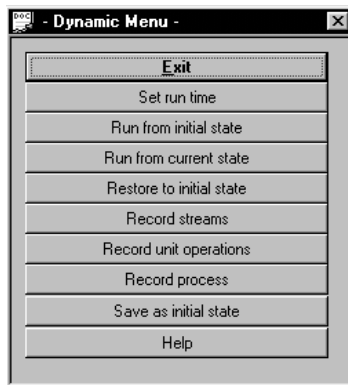 DOC
- Dynamic Menu -
Exit
Set run time
Run from initial state
Run from current state
Restore to initial state
Record streams
Record unit operations
Record process
Save as initial state
Help